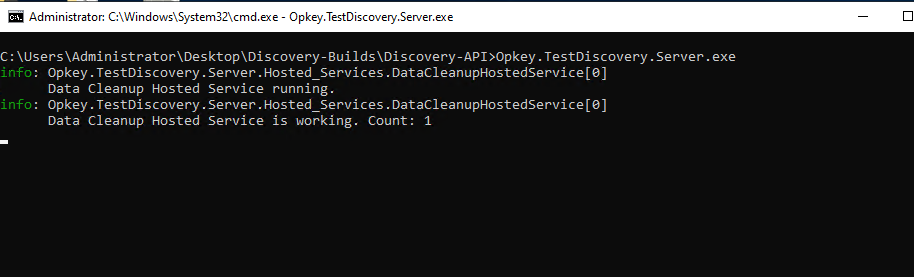 Administrator: C:\Windows\System32\cmd.exe - Opkey.TestDiscovery.Server.exe
C:\Users\Administrator\Desktop\Discovery-Builds\Discovery-API>Opkey.TestDiscovery.Server.exe
info: Opkey.TestDiscovery.Server.Hosted_Services.DataCleanupHostedService[0]
      Data Cleanup Hosted Service running.
info: Opkey.TestDiscovery.Server.Hosted_Services.DataCleanupHostedService[0]
      Data Cleanup Hosted Service is working. Count: 1